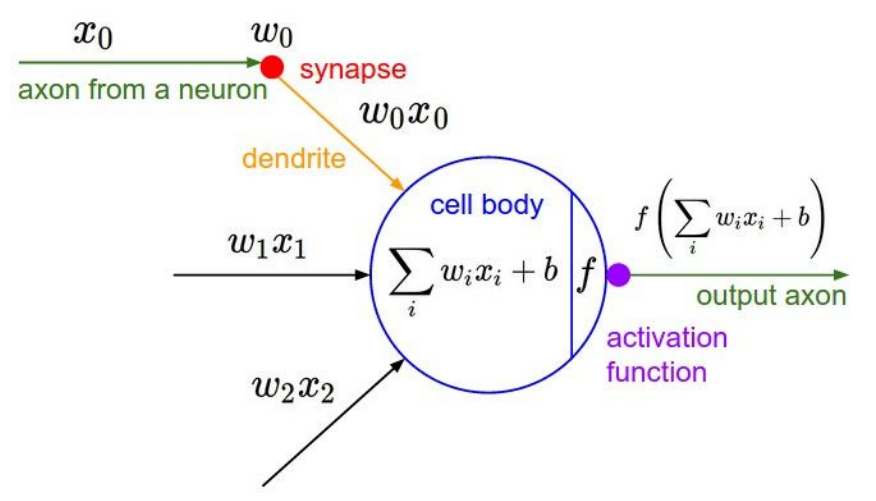 x₀
w₀
synapse
axon from a neuron
w₀x₀
dendrite
cell body
f(∑ᵢ wᵢxᵢ + b)
w₁x₁
∑ᵢ wᵢxᵢ + b
f
output axon
activation
function
w₂x₂